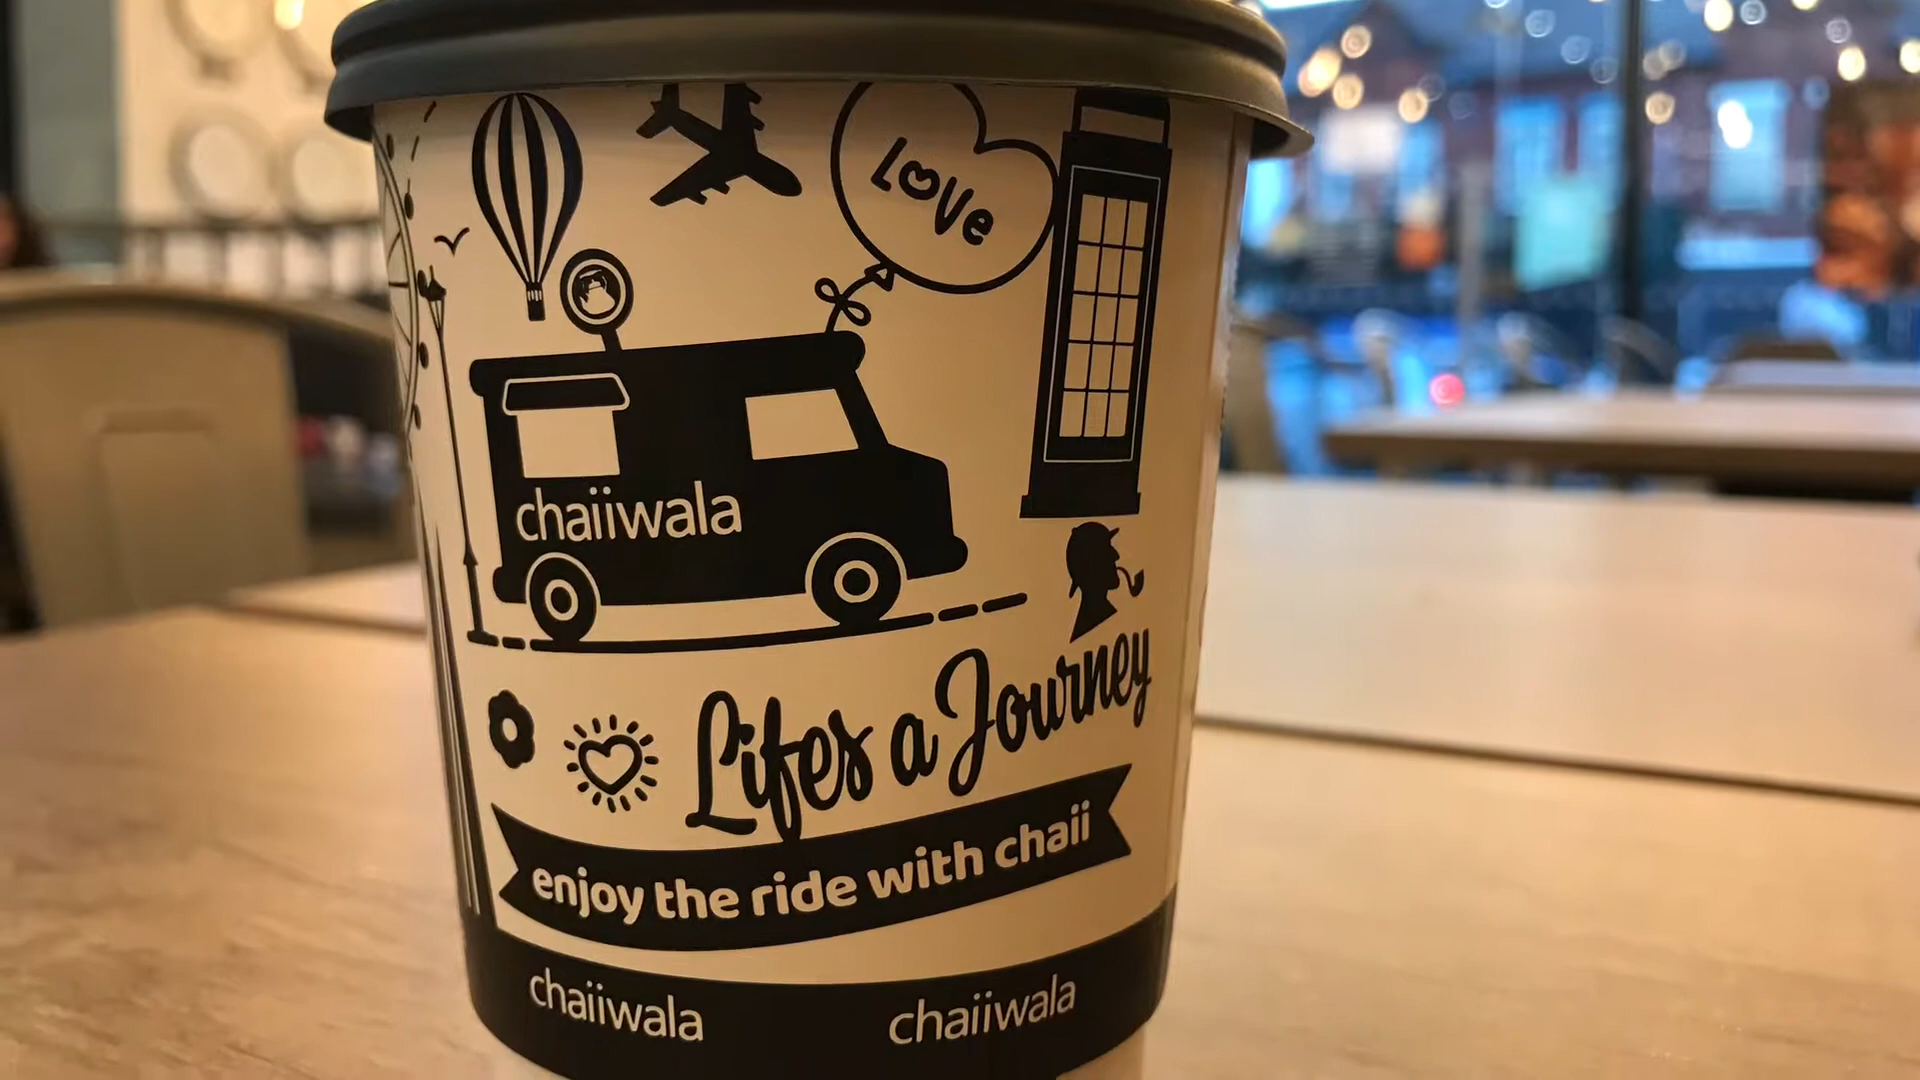 Love
chaiiwala
Lifes a Journey
enjoy the ride with chaii
chaiiwala
chaiiwala